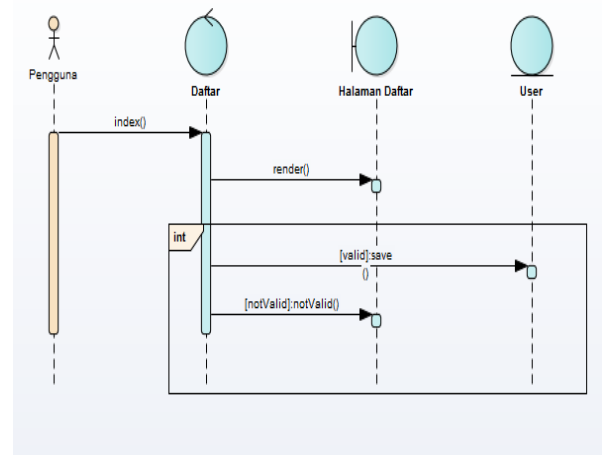 Pengguna
Daftar
Halaman Daftar
User
index()
render()
int
[valid]:save
()
[notValid]:notValid()